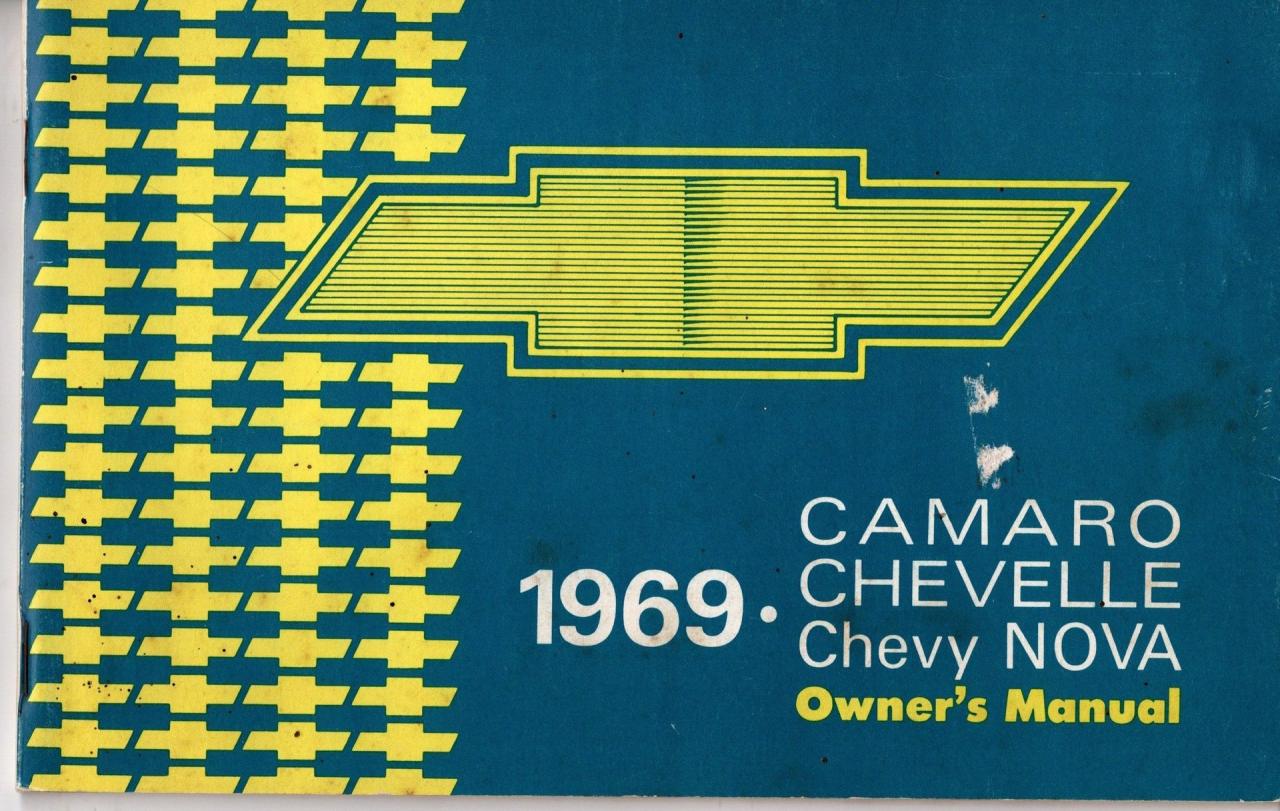 1969 • CAMARO
CHEVELLE
Chevy NOVA
Owner's Manual